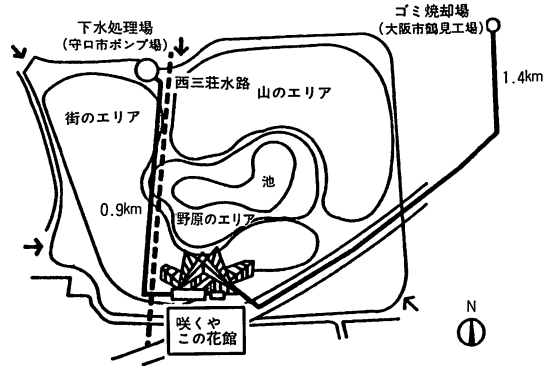 下水処理場
(守口市ポンプ場)
ゴミ焼却場
(大阪市鶴見工場)
西三荘水路
山のエリア
1.4km
街のエリア
池
0.9km
野原のエリア
咲くや
この花館
N